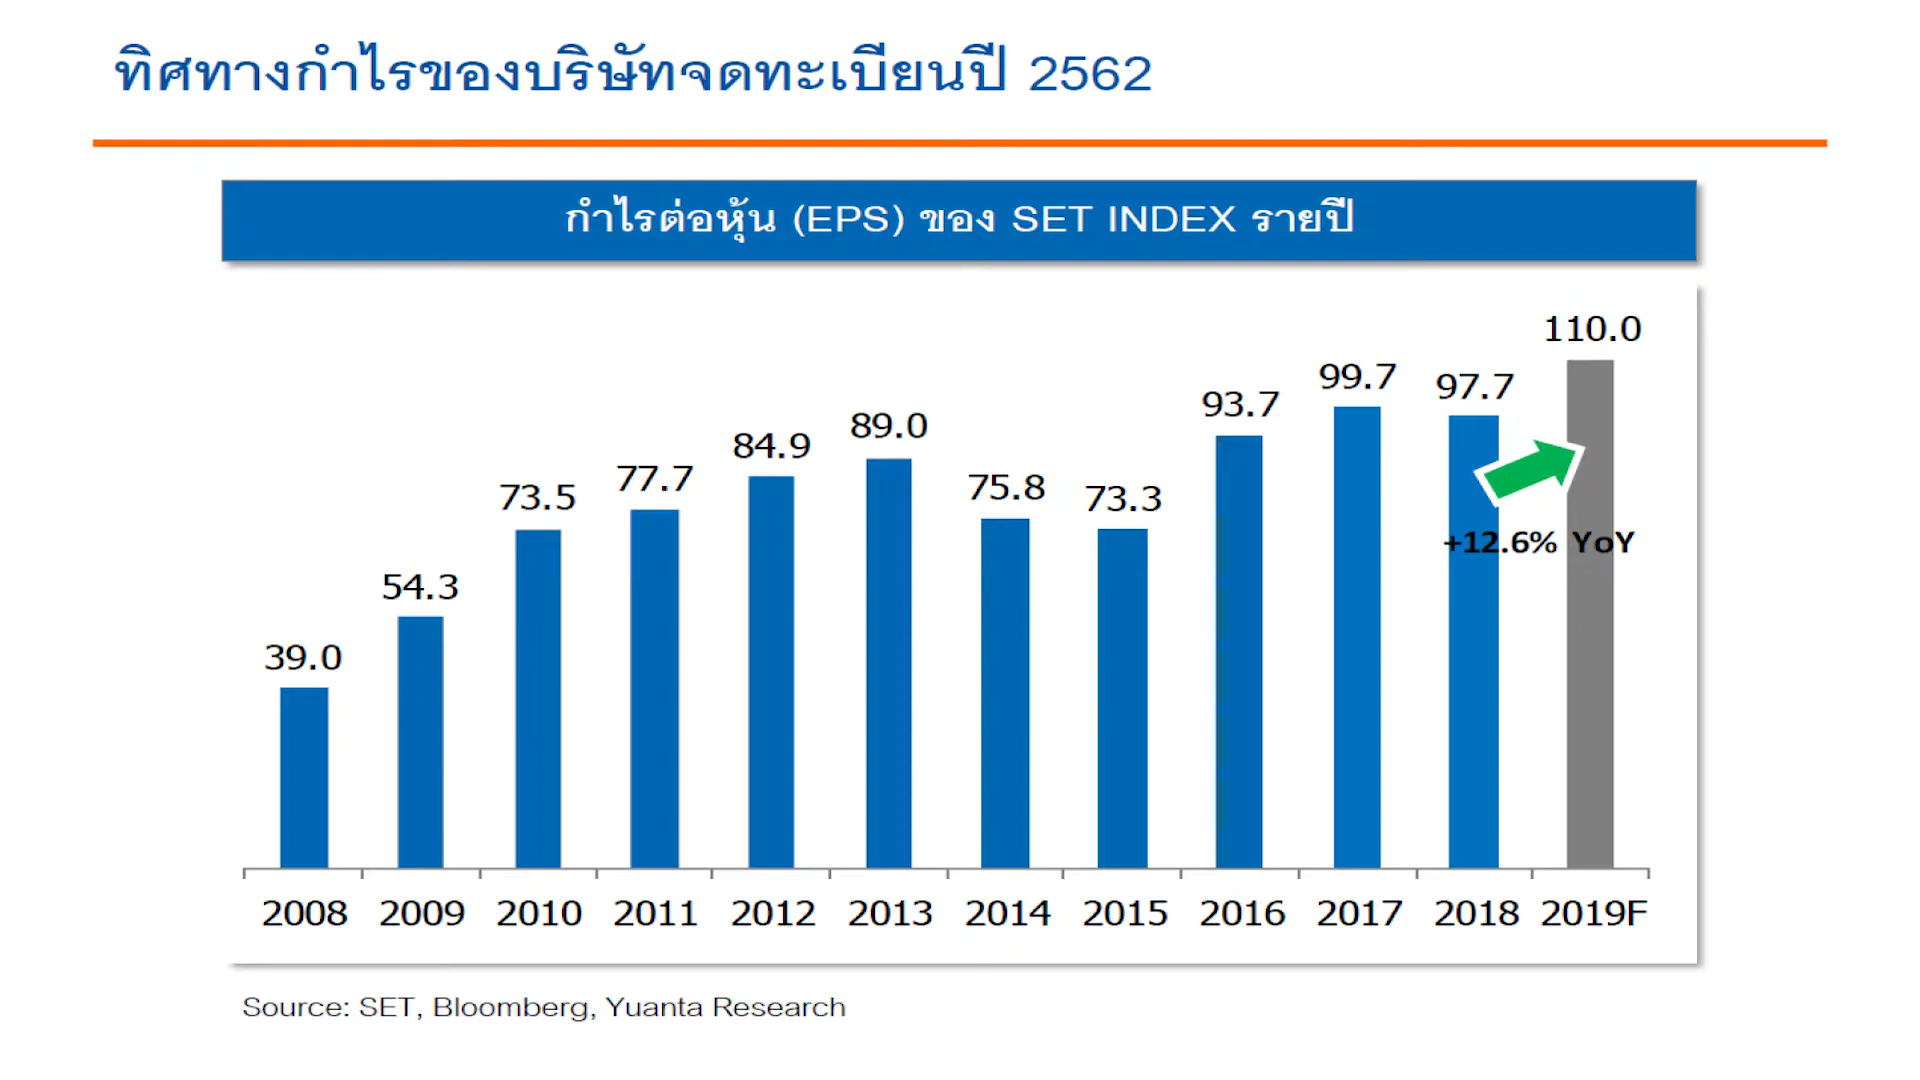 ทิศทางกำไรของบริษัทจดทะเบียนปี 2562
กำไรต่อหุ้น (EPS) ของ SET INDEX รายปี
39.0
54.3
73.5
77.7
84.9
89.0
75.8
73.3
93.7
99.7
97.7
110.0
+12.6% YoY
2008 2009 2010 2011 2012 2013 2014 2015 2016 2017 2018 2019F
Source: SET, Bloomberg, Yuanta Research